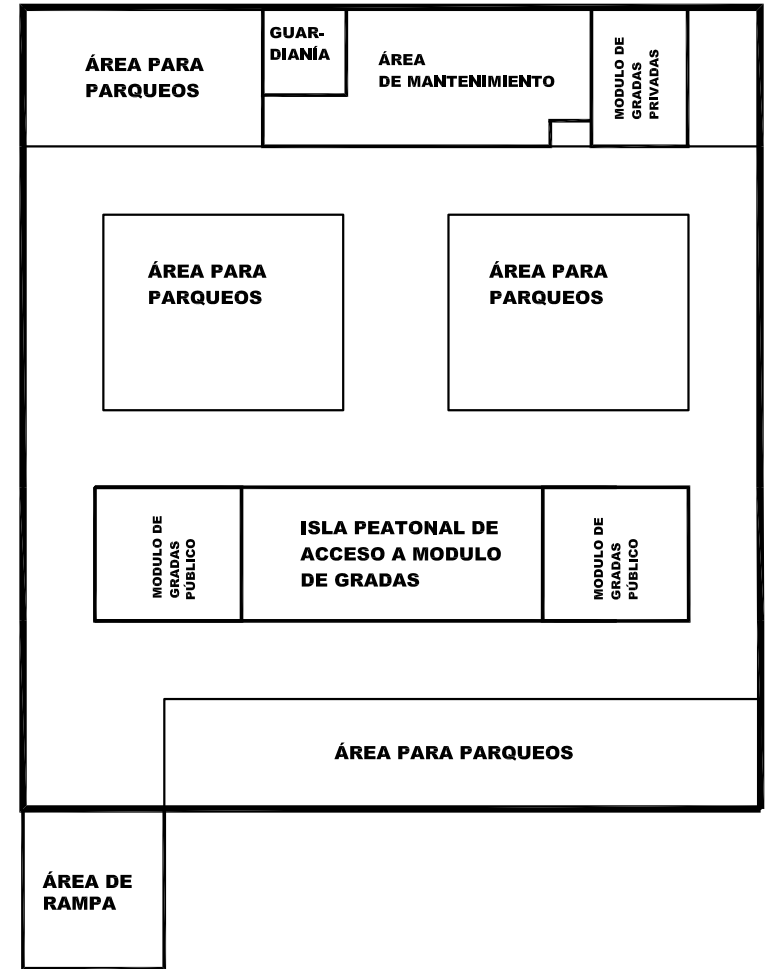 ÁREA PARA
PARQUEOS
GUAR-
DIANÍA
ÁREA
DE MANTENIMIENTO
MODULO DE
GRADAS
PRIVADAS
ÁREA PARA
PARQUEOS
ÁREA PARA
PARQUEOS
MODULO DE
GRADAS
PÚBLICO
ISLA PEATONAL DE
ACCESO A MODULO
DE GRADAS
MODULO DE
GRADAS
PÚBLICO
ÁREA PARA PARQUEOS
ÁREA DE
RAMPA